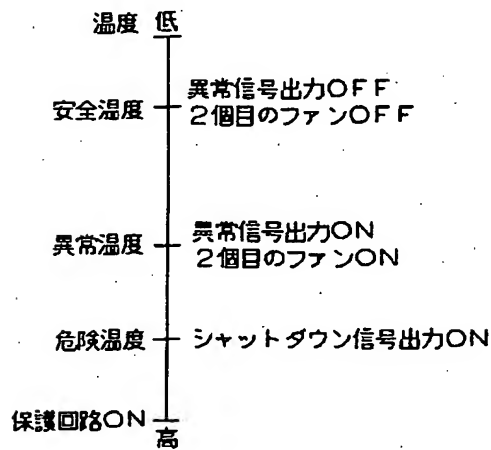 温度 低
安全温度
異常信号出力OFF
2個目のファンOFF
異常温度
異常信号出力ON
2個目のファンON
危険温度
シャットダウン信号出力ON
保護回路ON
高